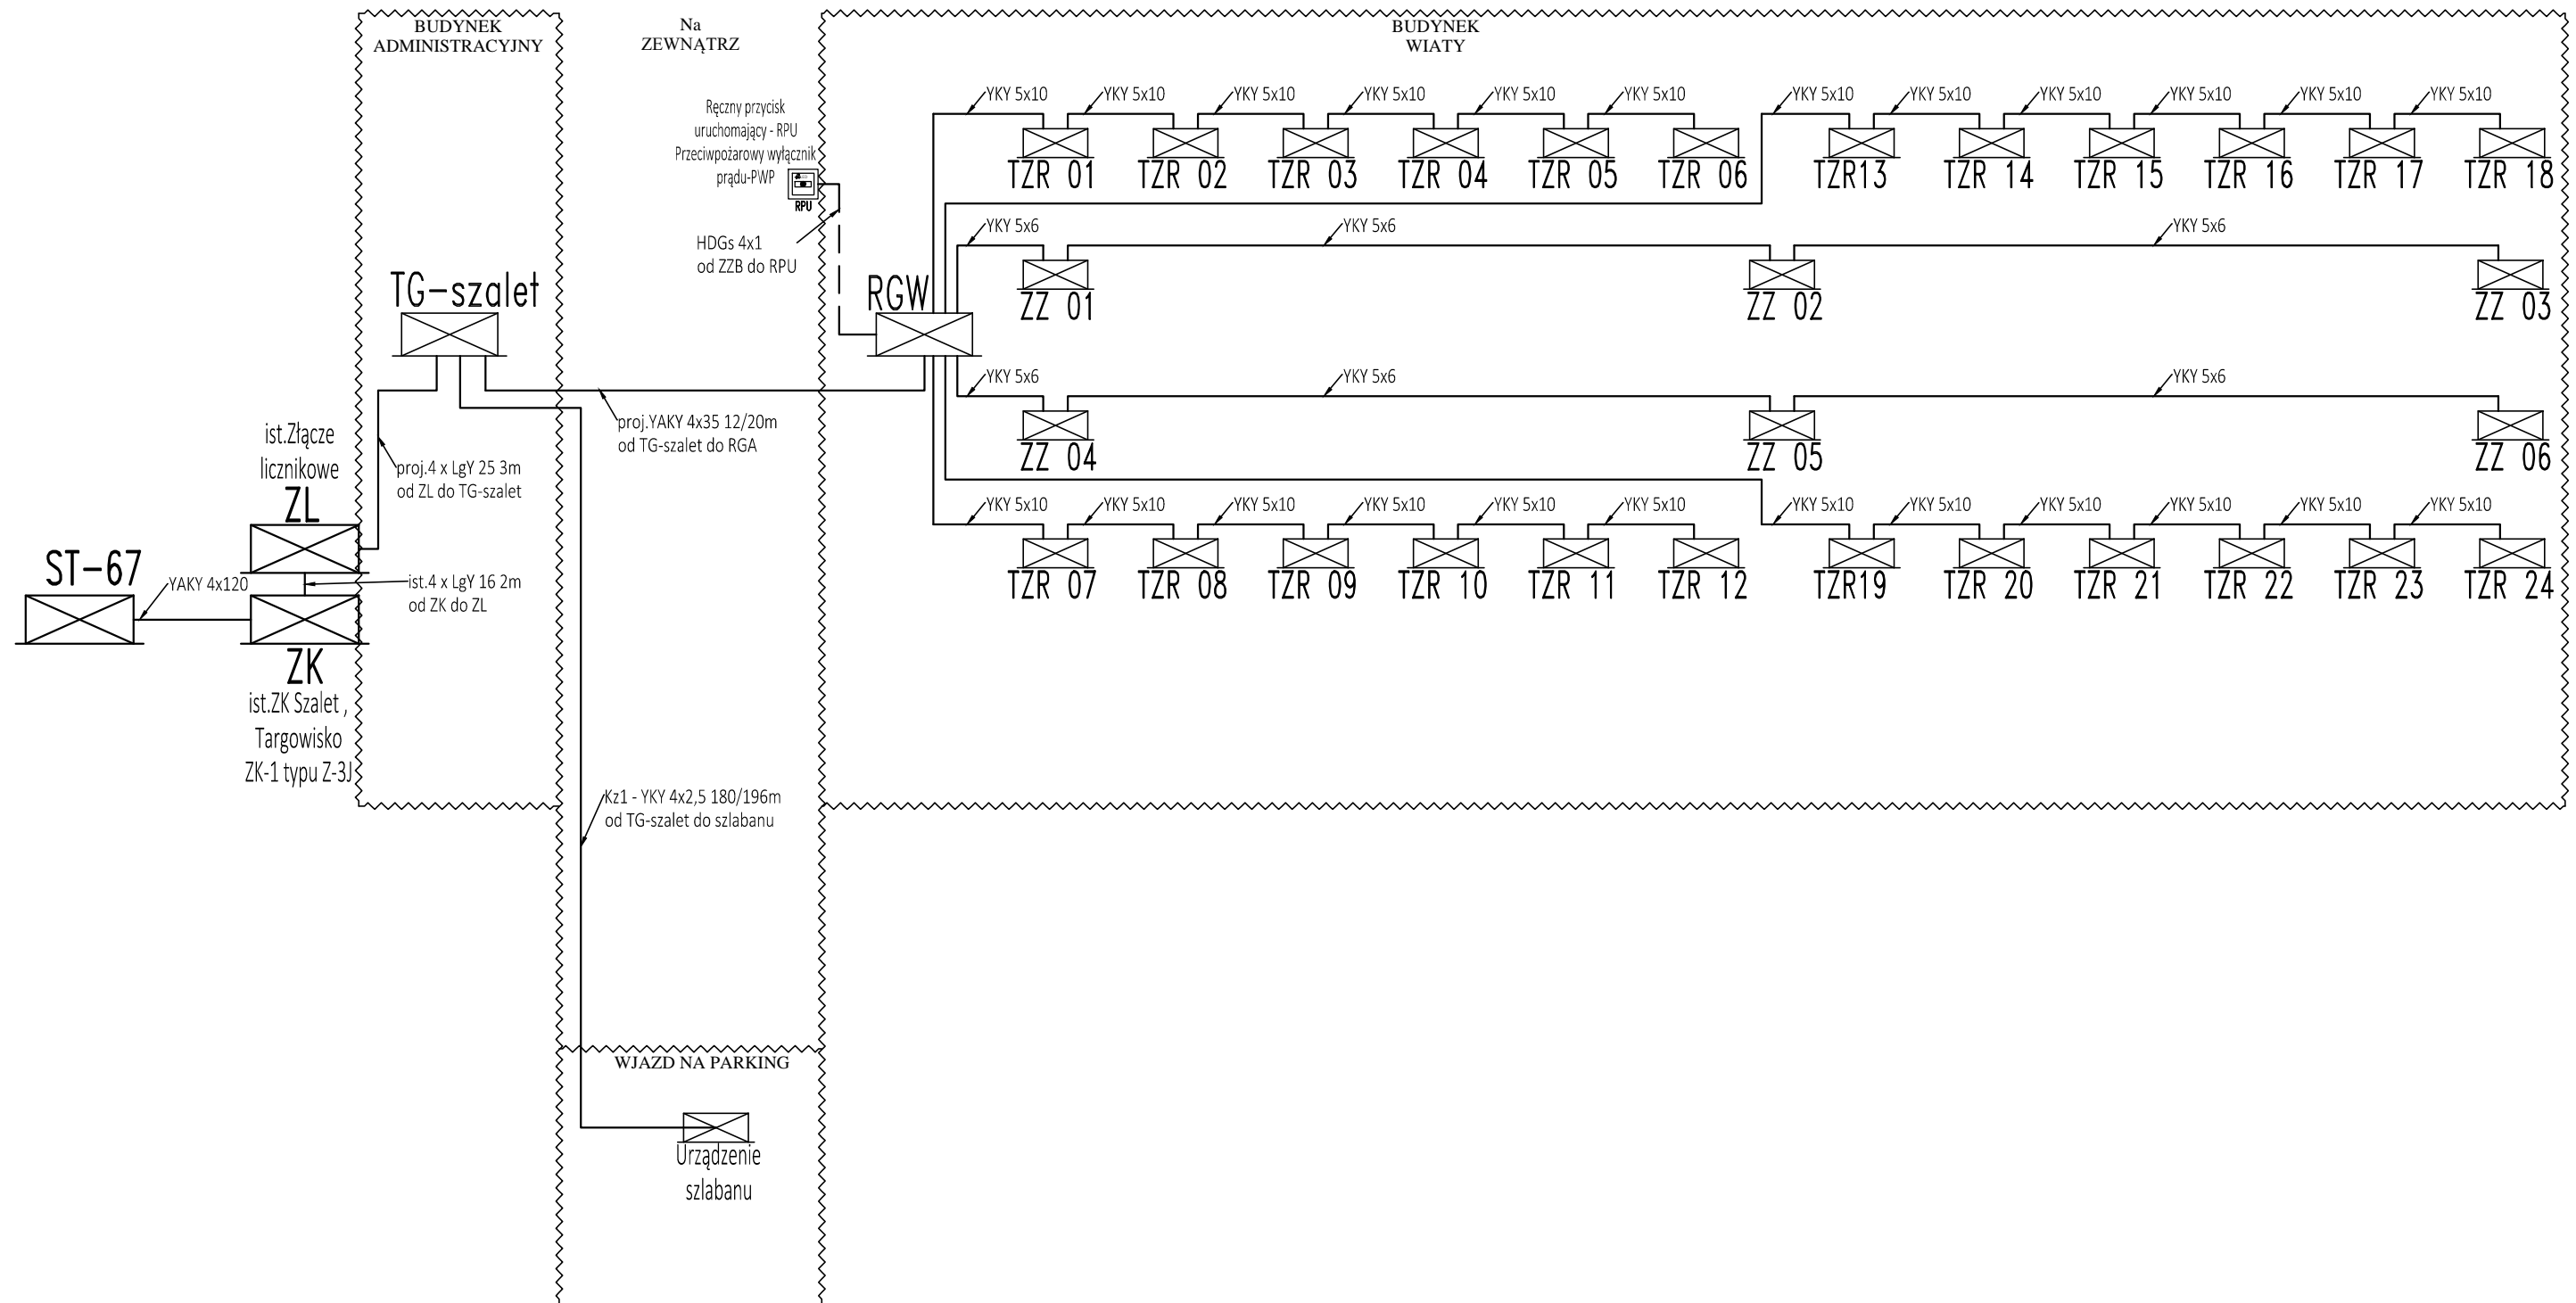 BUDYNEK
ADMINISTRACYJNY
Na
ZEWNĄTRZ
BUDYNEK
WIATY
Ręczny przycisk
uruchomający - RPU
Przeciwpożarowy wyłącznik
prądu-PWP
RPU
HDGs 4x1
od ZZB do RPU
YKY 5x10
YKY 5x10
YKY 5x10
YKY 5x10
YKY 5x10
YKY 5x10
YKY 5x10
YKY 5x10
YKY 5x10
YKY 5x10
YKY 5x10
YKY 5x10
TZR 01
TZR 02
TZR 03
TZR 04
TZR 05
TZR 06
TZR13
TZR 14
TZR 15
TZR 16
TZR 17
TZR 18
YKY 5x6
YKY 5x6
YKY 5x6
ZZ 01
ZZ 02
ZZ 03
TG-szalet
RGW
YKY 5x6
YKY 5x6
YKY 5x6
ZZ 04
ZZ 05
ZZ 06
proj.YAKY 4x35 12/20m
od TG-szalet do RGA
ist.Złącze
licznikowe
ZL
proj.4 x LgY 25 3m
od ZL do TG-szalet
YKY 5x10
YKY 5x10
YKY 5x10
YKY 5x10
YKY 5x10
YKY 5x10
YKY 5x10
YKY 5x10
YKY 5x10
YKY 5x10
YKY 5x10
YKY 5x10
TZR 07
TZR 08
TZR 09
TZR 10
TZR 11
TZR 12
TZR19
TZR 20
TZR 21
TZR 22
TZR 23
TZR 24
ST-67
YAKY 4x120
ist.4 x LgY 16 2m
od ZK do ZL
ZK
ist.ZK Szalet ,
Targowisko
ZK-1 typu Z-3J
Kz1 - YKY 4x2,5 180/196m
od TG-szalet do szlabanu
WJAZD NA PARKING
Urządzenie
szlabanu